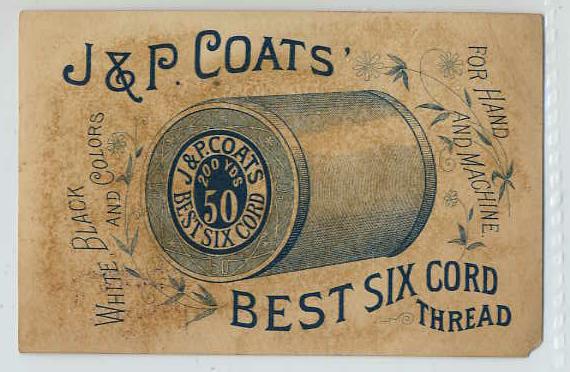 J & P. COATS'
FOR HAND
AND MACHINE.
WHITE, BLACK
AND COLORS
J. & P. COATS
200 YDS
50
BEST SIX CORD
BEST SIX CORD
THREAD